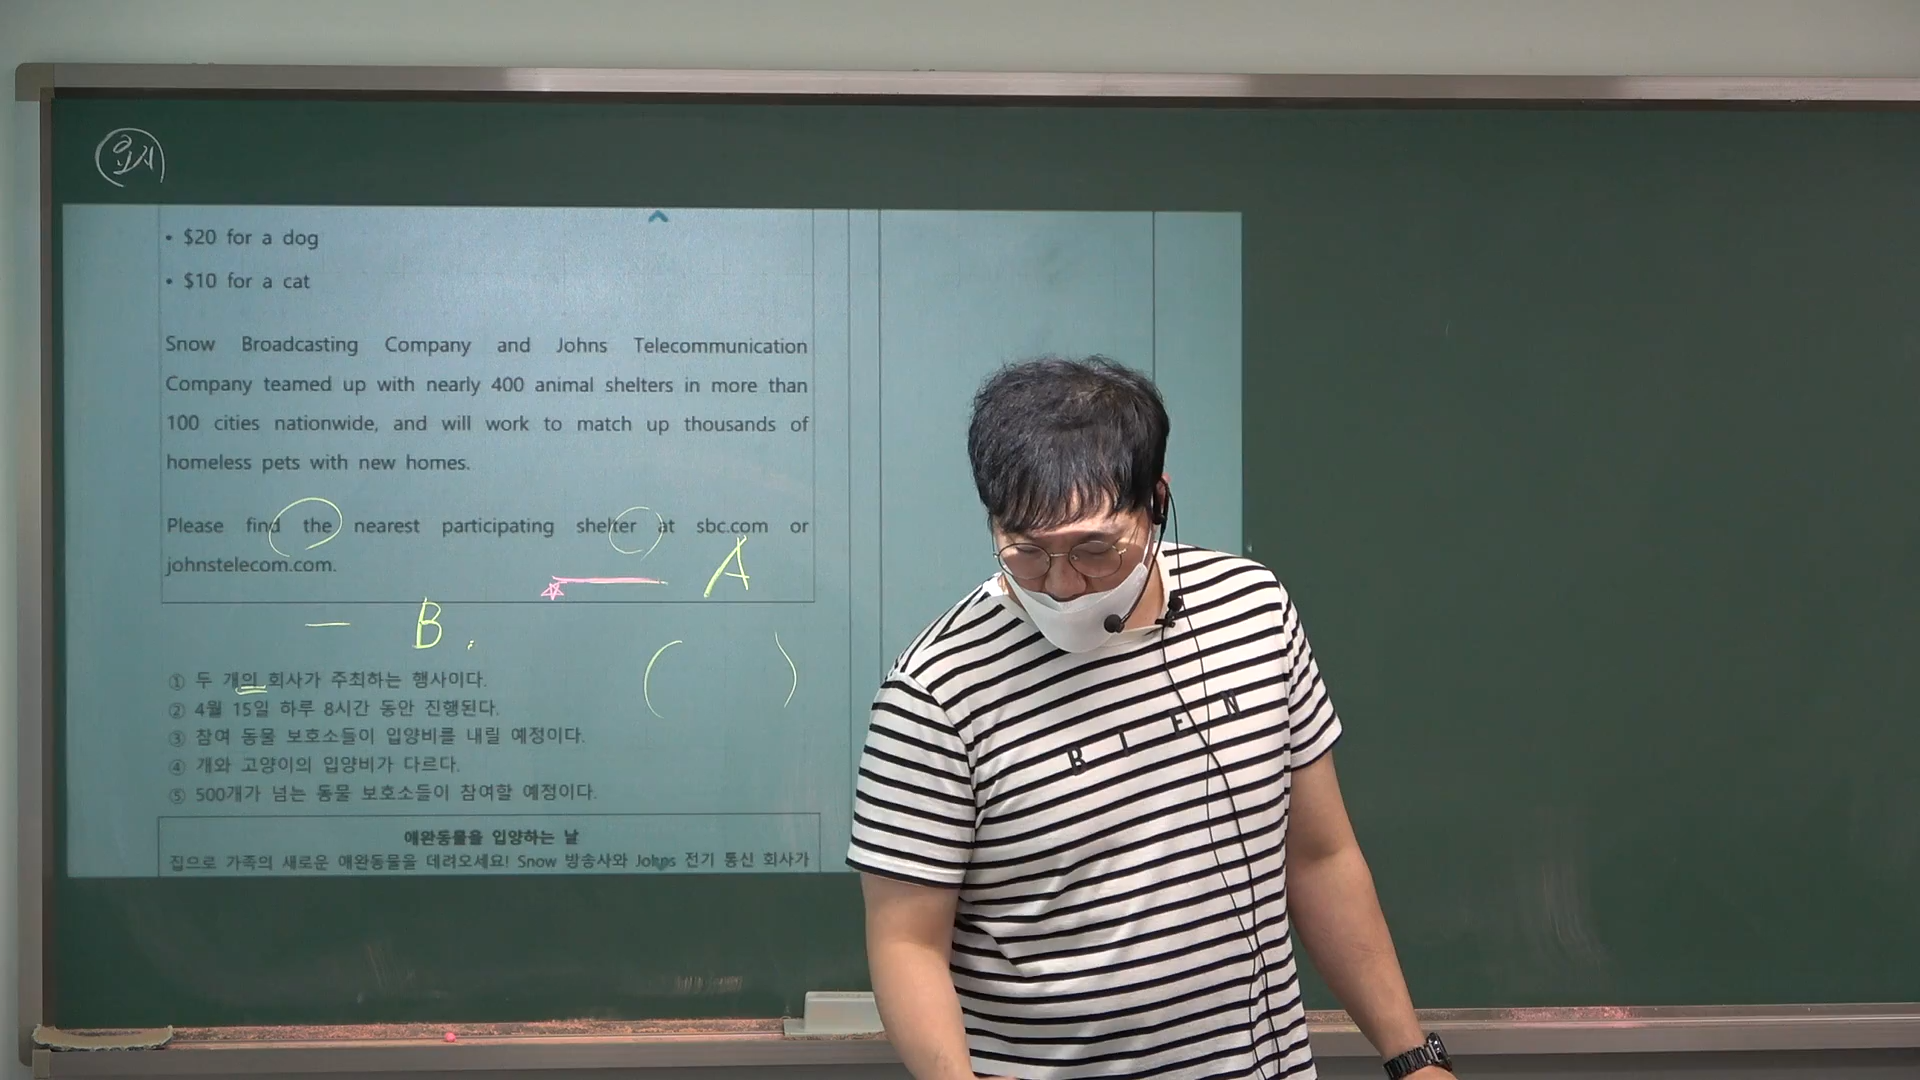 요지
• $20 for a dog
• $10 for a cat
Snow Broadcasting Company and Johns Telecommunication
Company teamed up with nearly 400 animal shelters in more than
100 cities nationwide, and will work to match up thousands of
homeless pets with new homes.
Please find the nearest participating shelter at sbc.com or
johnstelecom.com.
A
B
① 두 개의 회사가 주최하는 행사이다.
② 4월 15일 하루 8시간 동안 진행된다.
③ 참여 동물 보호소들이 입양비를 내릴 예정이다.
④ 개와 고양이의 입양비가 다르다.
⑤ 500개가 넘는 동물 보호소들이 참여할 예정이다.
애완동물을 입양하는 날
집으로 가족의 새로운 애완동물을 데려오세요! Snow 방송사와 Johns 전기 통신 회사가
BIEN